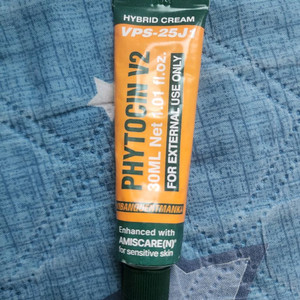 HYBRID CREAM
VPS-25J1
PHYTOCIN V2
30ML Net 1.01 fl.oz.
FOR EXTERNAL USE ONLY
Enhanced with
AMISCARE(N)
for sensitive skin